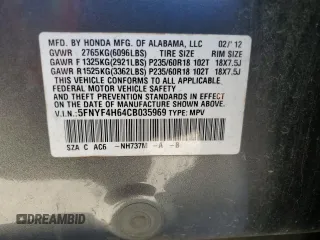 MFD. BY HONDA MFG. OF ALABAMA, LLC 02/'12
GVWR 2765KG(6096LBS) TIRE SIZE RIM SIZE
GAWR F 1325KG(2921LBS) P235/60R18 102T 18X7.5J
GAWR R 1525KG(3362LBS) P235/60R18 102T 18X7.5J
THIS VEHICLE CONFORMS TO ALL APPLICABLE
FEDERAL MOTOR VEHICLE SAFETY AND THEFT
PREVENTION STANDARDS IN EFFECT ON THE
DATE OF MANUFACTURE SHOWN ABOVE.
V.I.N.: 5FNYF4H64CB035969 TYPE: MPV
SZA C AC6 -NH737M -A -B
© DREAMBID